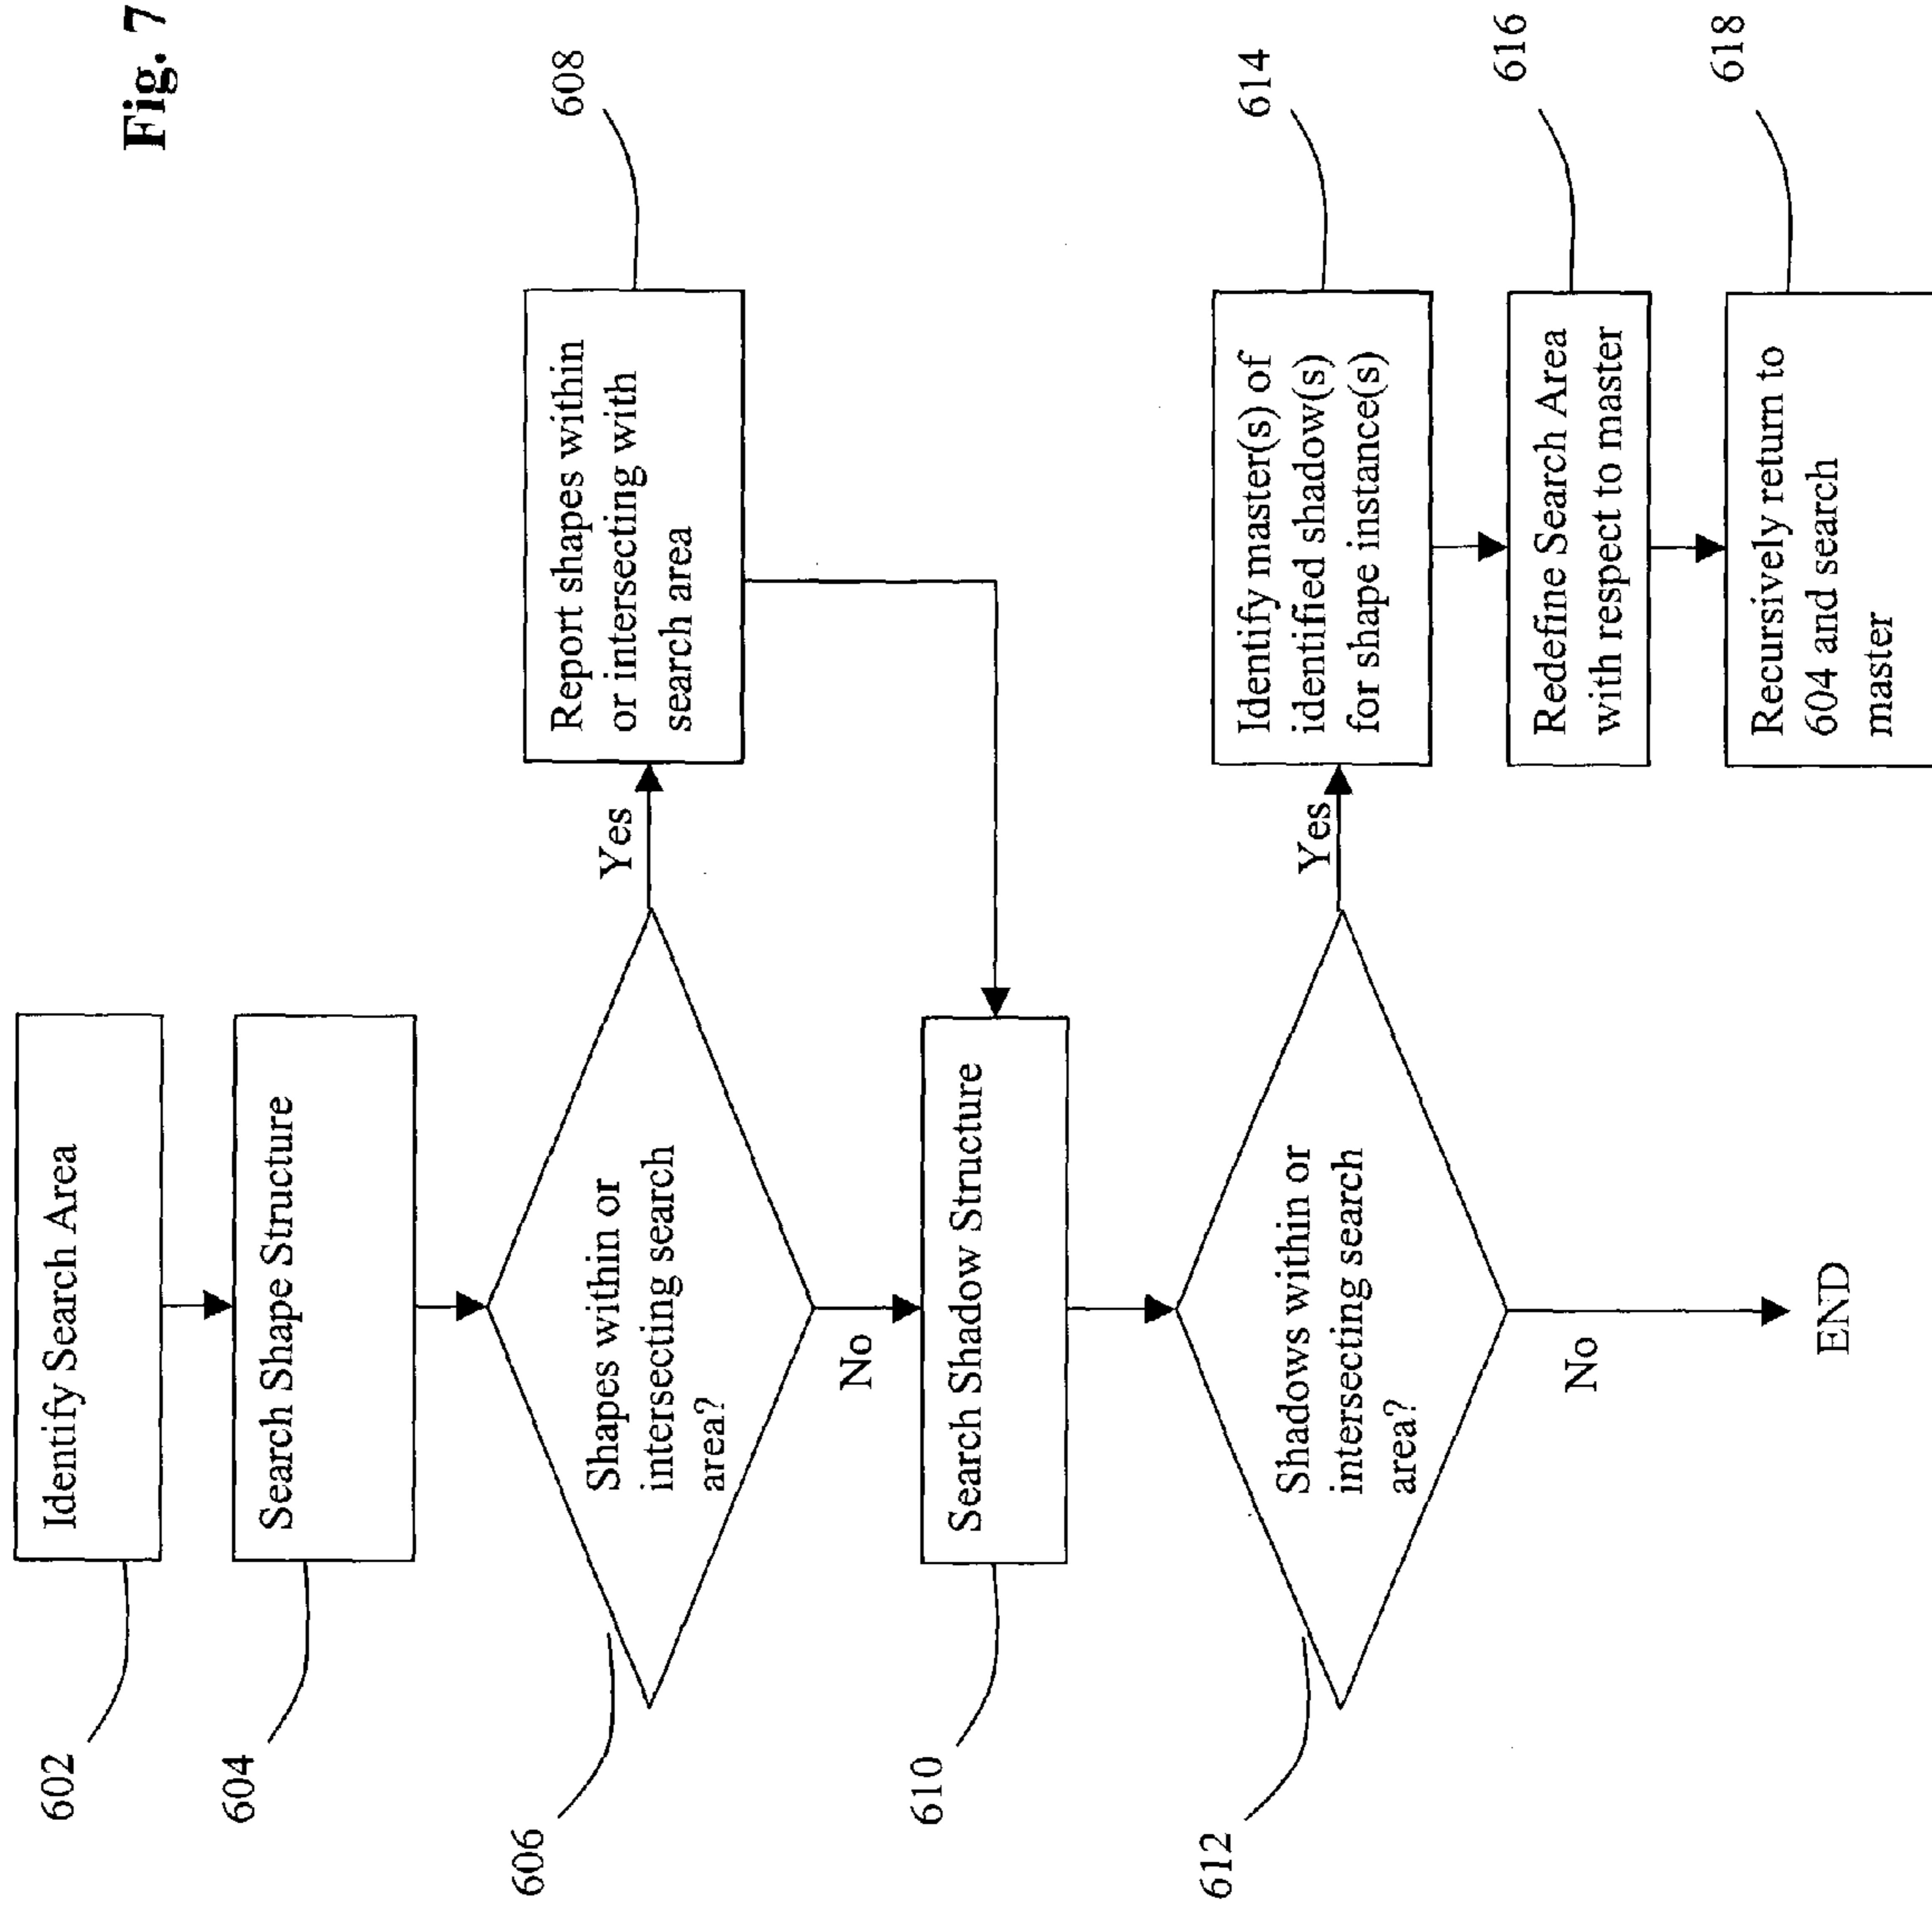 Fig. 7
602
Identify Search Area
604
Search Shape Structure
606
Shapes within or
intersecting search
area?
Yes
608
Report shapes within
or intersecting with
search area
No
610
Search Shadow Structure
612
Shadows within or
intersecting search
area?
Yes
614
Identify master(s) of
identified shadow(s)
for shape instance(s)
616
Redefine Search Area
with respect to master
618
Recursively return to
604 and search
master
No
END